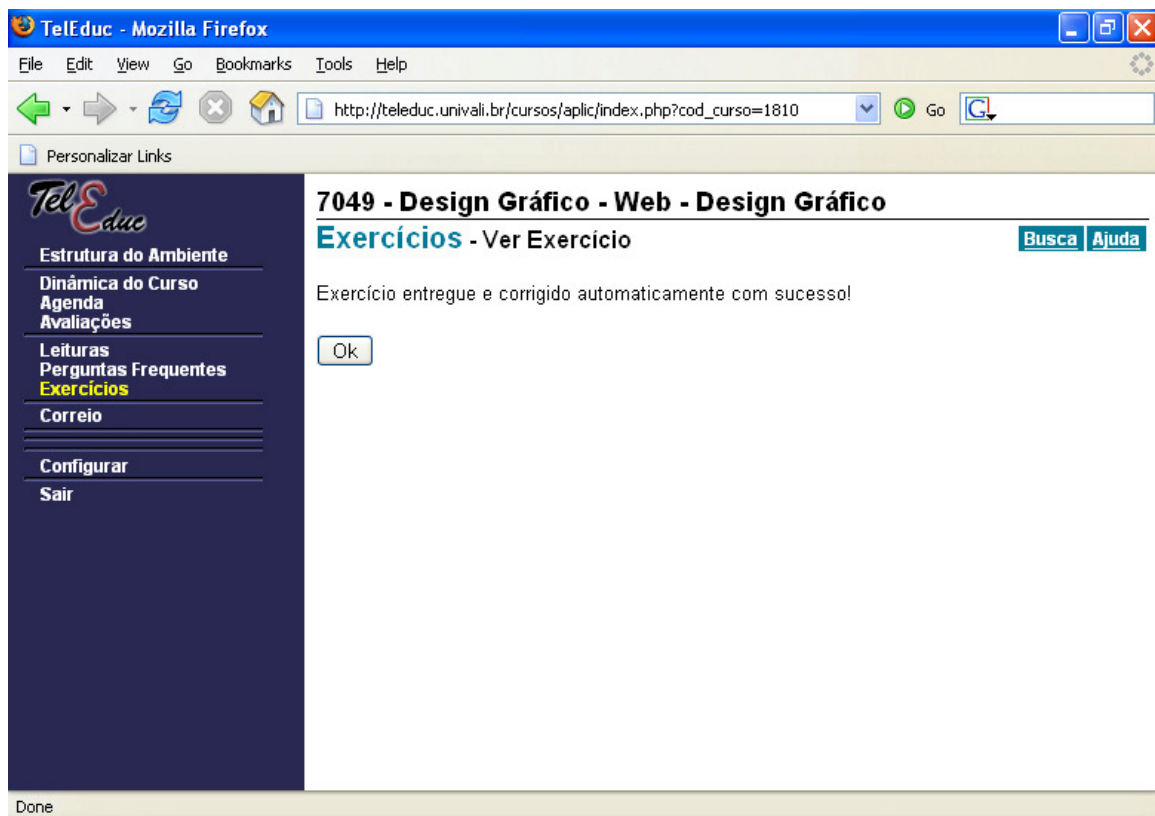 TelEduc - Mozilla Firefox
File Edit View Go Bookmarks Tools Help
http://teleduc.univali.br/cursos/aplic/index.php?cod_curso=1810 Go G
Personalizar Links
TelEduc
Estrutura do Ambiente
Dinâmica do Curso
Agenda
Avaliações
Leituras
Perguntas Frequentes
Exercícios
Correio
Configurar
Sair
7049 - Design Gráfico - Web - Design Gráfico
Exercícios - Ver Exercício Busca Ajuda
Exercício entregue e corrigido automaticamente com sucesso!
Ok
Done